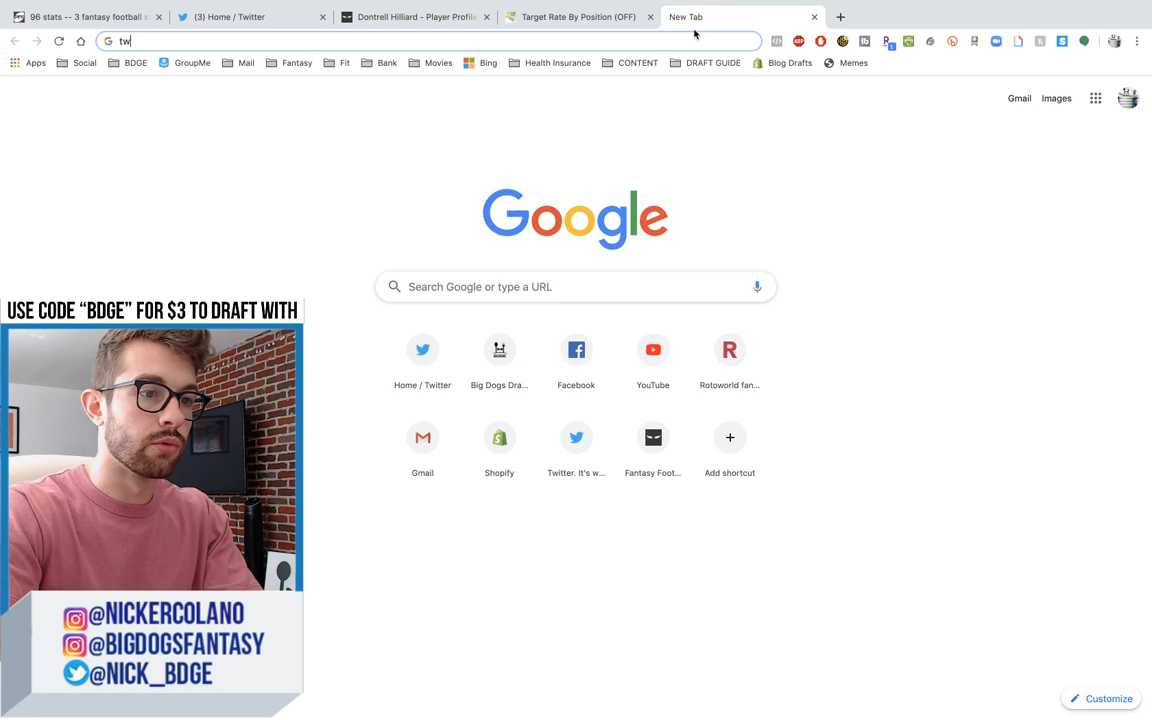 96 stats -- 3 fantasy football s
(3) Home / Twitter
Dontrell Hilliard - Player Profile
Target Rate By Position (OFF)
New Tab
tw
Apps
Social
BDGE
GroupMe
Mail
Fantasy
Fit
Bank
Movies
Bing
Health Insurance
CONTENT
DRAFT GUIDE
Blog Drafts
Memes
Gmail
Images
Google
Search Google or type a URL
USE CODE “BDGE” FOR $3 TO DRAFT WITH
Home / Twitter
Big Dogs Dra...
Facebook
YouTube
Rotoworld fan...
Gmail
Shopify
Twitter. It's w...
Fantasy Foot...
Add shortcut
@NICKERCOLANO
@BIGDOGSFANTASY
@NICK_BDGE
Customize